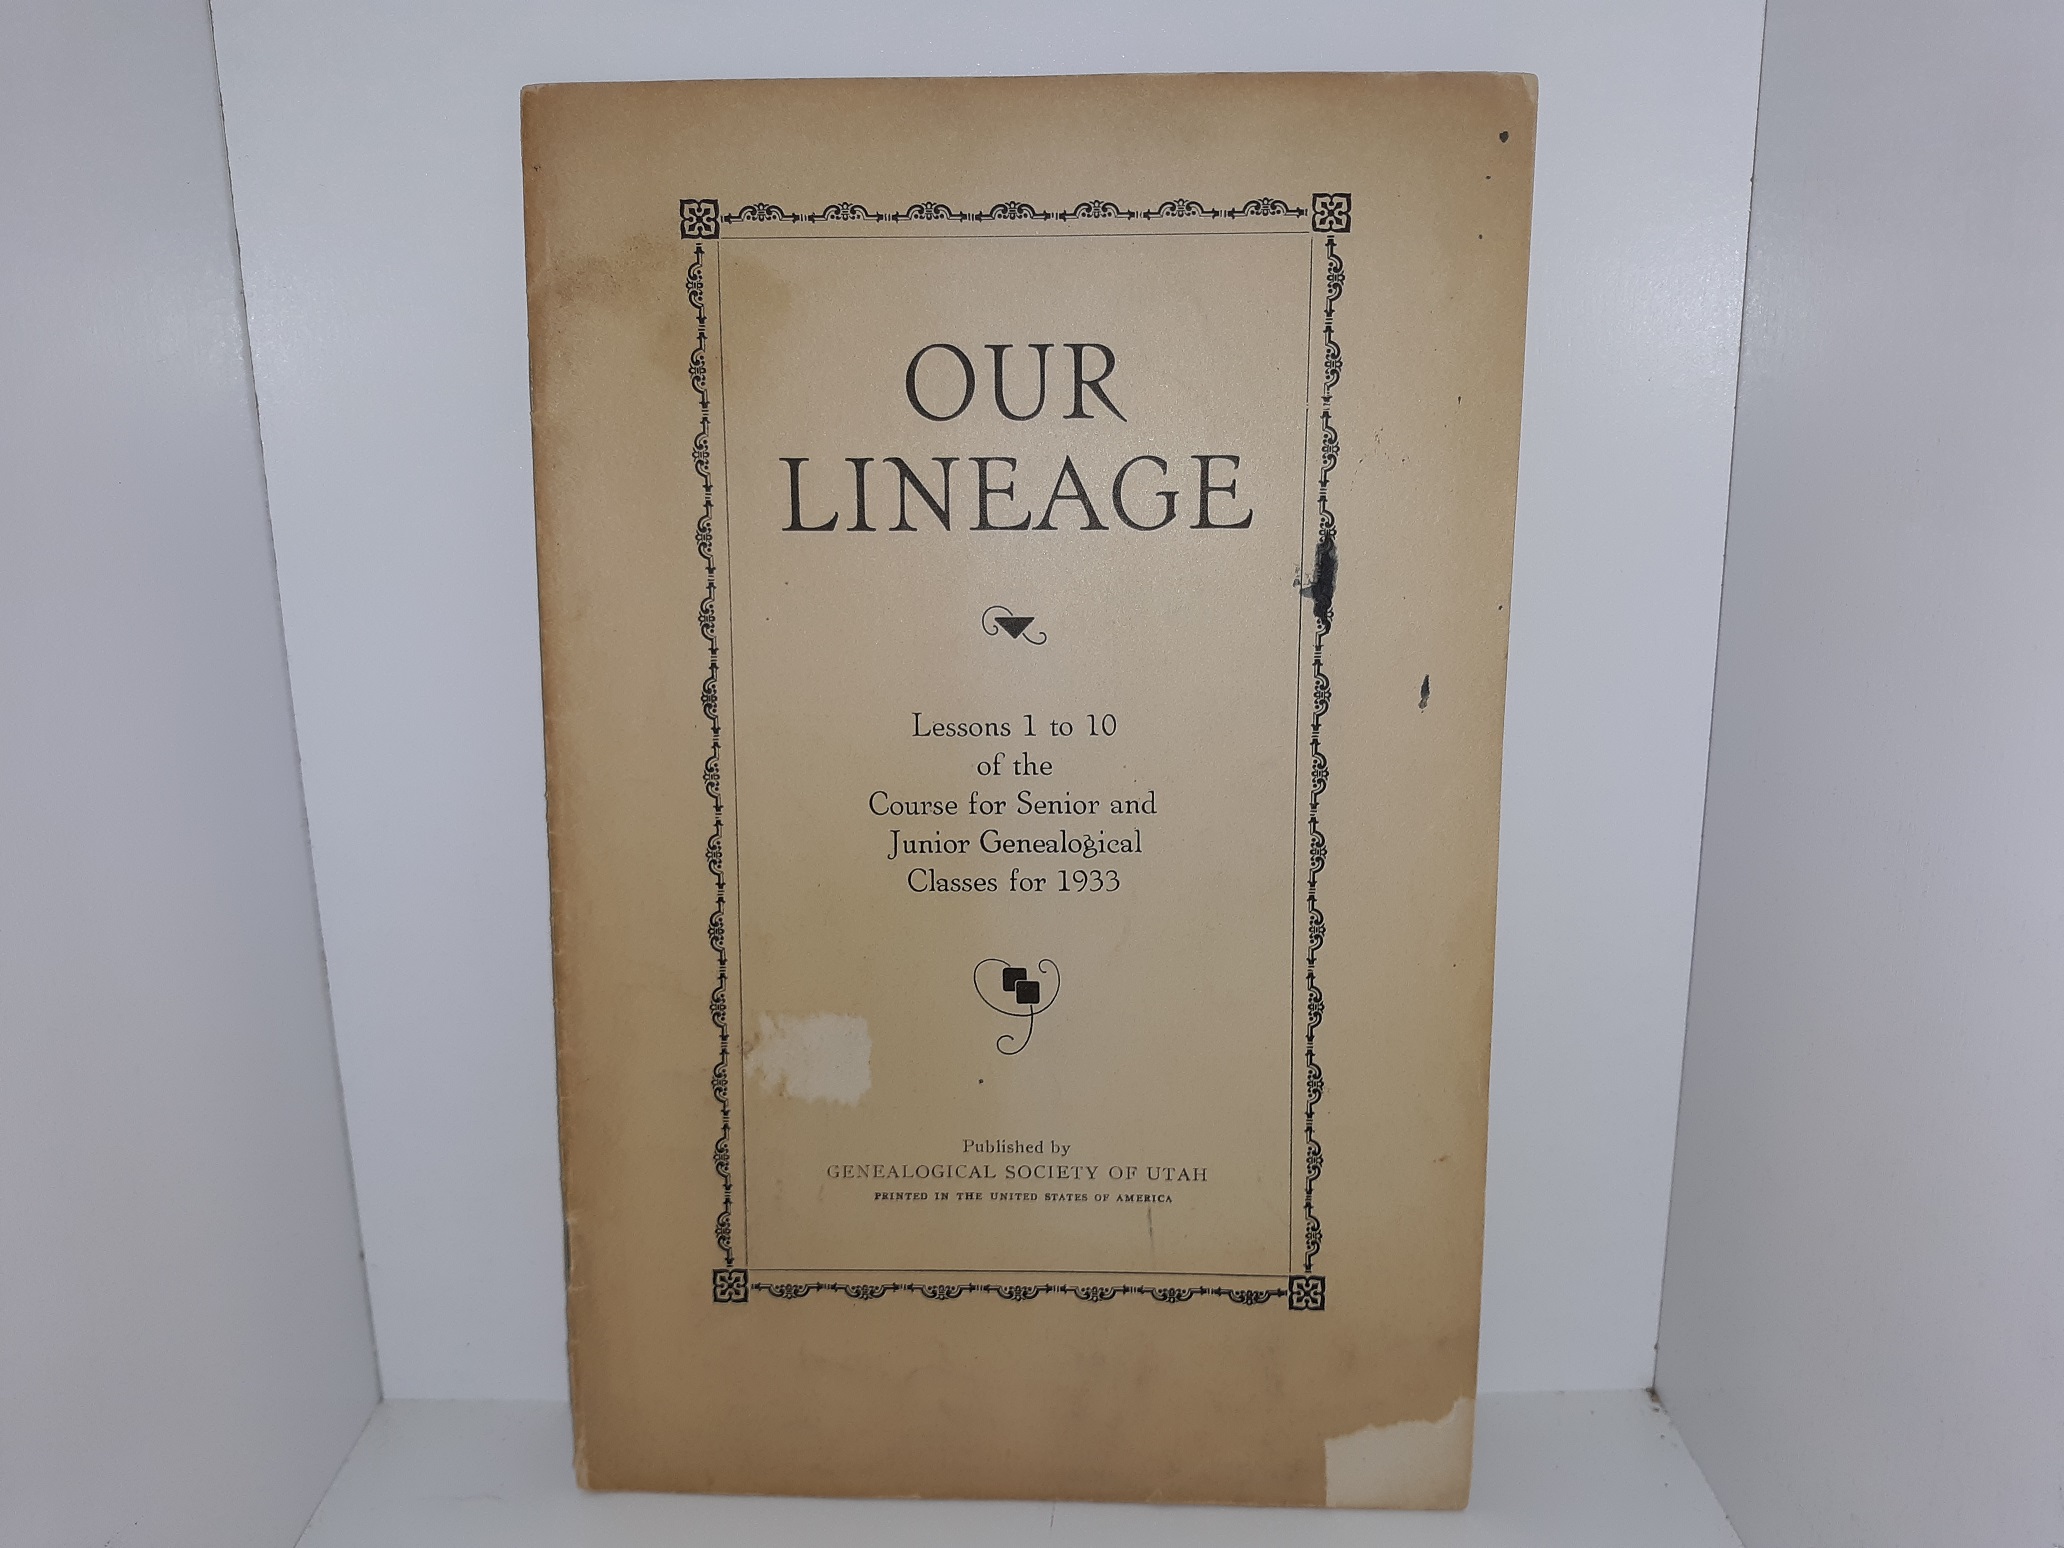 OUR
LINEAGE
Lessons 1 to 10
of the
Course for Senior and
Junior Genealogical
Classes for 1933
Published by
GENEALOGICAL SOCIETY OF UTAH
PRINTED IN THE UNITED STATES OF AMERICA